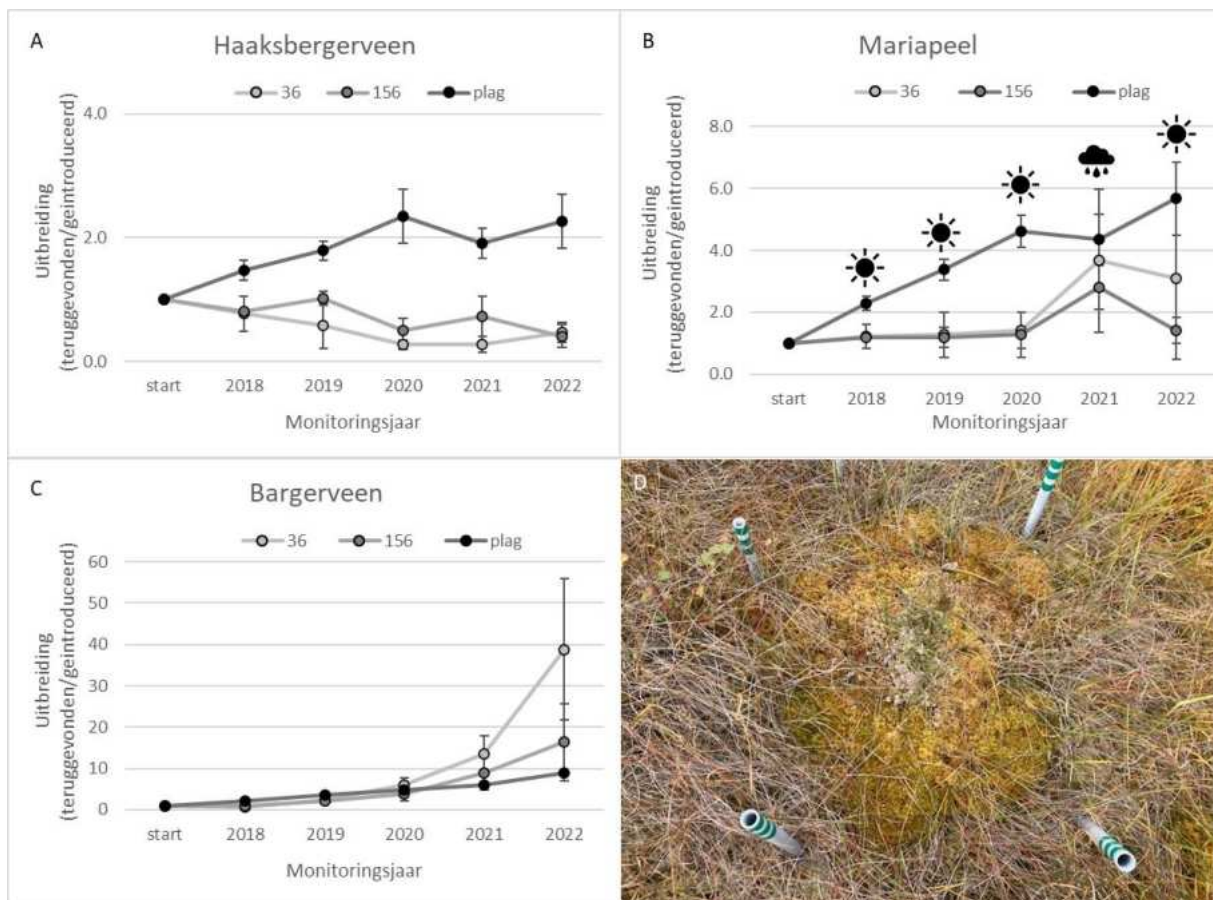 A
Haaksbergerveen
36 156 plag
Uitbreiding
(teruggevonden/geintroduceerd)
4.0
2.0
0.0
start 2018 2019 2020 2021 2022
Monitoringsjaar
B
Mariapeel
36 156 plag
Uitbreiding
(teruggevonden/geintroduceerd)
8.0
6.0
4.0
2.0
0.0
start 2018 2019 2020 2021 2022
Monitoringsjaar
C
Bargerveen
36 156 plag
Uitbreiding
(teruggevonden/geintroduceerd)
60
50
40
30
20
10
0
start 2018 2019 2020 2021 2022
Monitoringsjaar
D